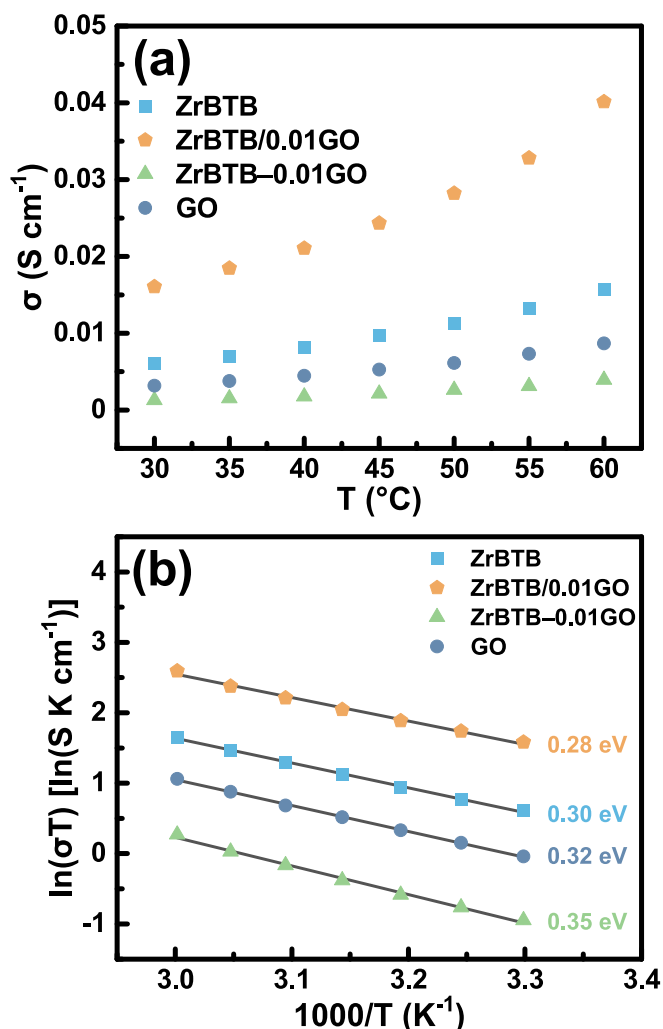 (a)
0.05
0.04
0.03
0.02
0.01
0
σ (S cm⁻¹)
ZrBTB
ZrBTB/0.01GO
ZrBTB–0.01GO
GO
30 35 40 45 50 55 60
T (°C)
(b)
4
3
2
1
0
-1
ln(σT) [ln(S K cm⁻¹)]
ZrBTB
ZrBTB/0.01GO
ZrBTB–0.01GO
GO
0.28 eV
0.30 eV
0.32 eV
0.35 eV
3.0 3.1 3.2 3.3 3.4
1000/T (K⁻¹)